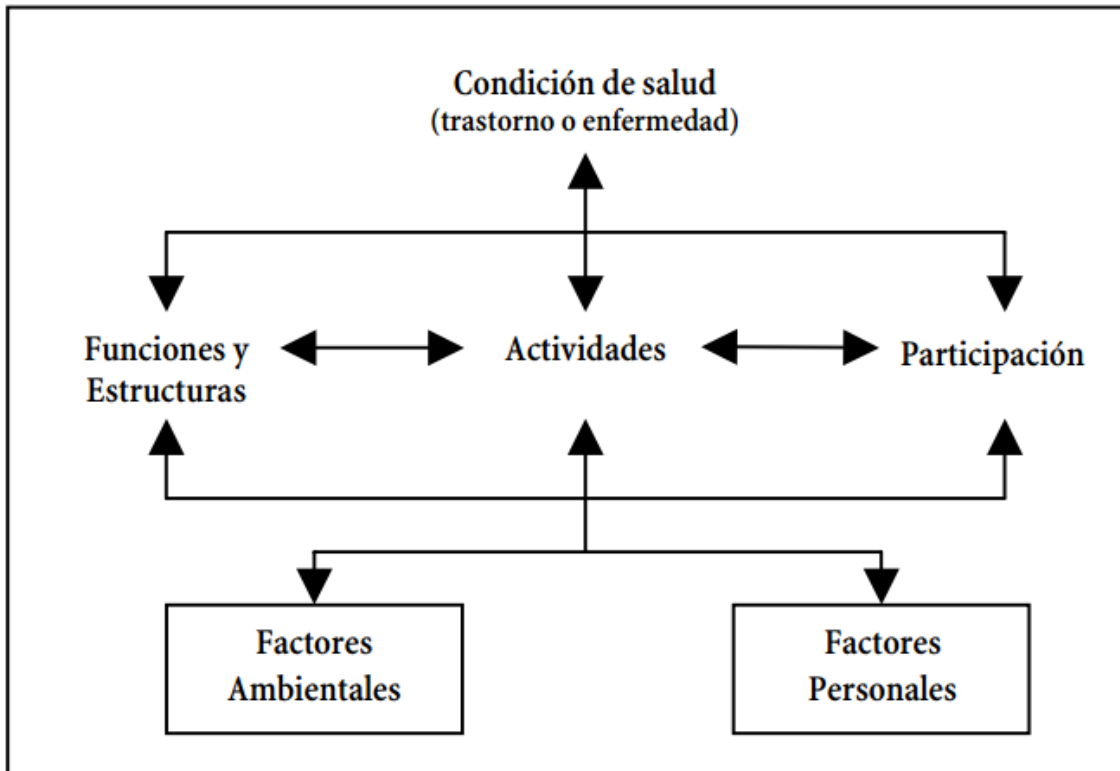 Condición de salud
(trastorno o enfermedad)
Funciones y
Estructuras
Actividades
Participación
Factores
Ambientales
Factores
Personales